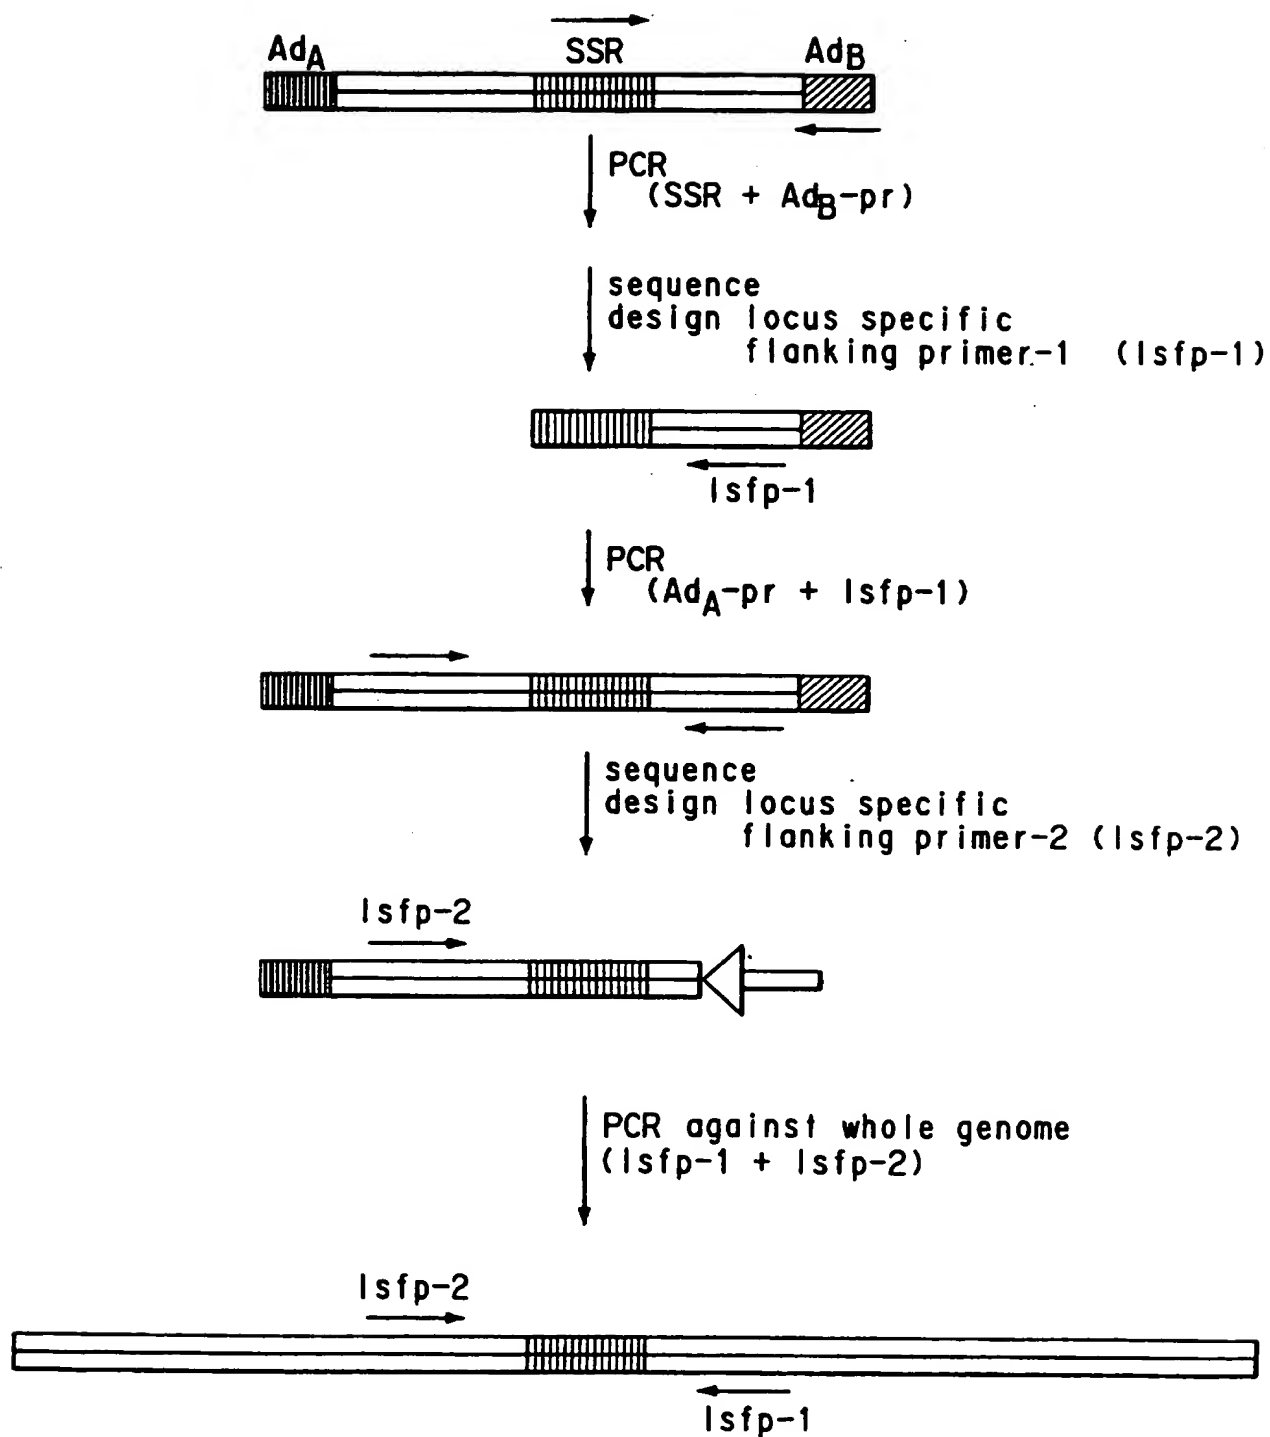 AdA SSR AdB
PCR
(SSR + AdB-pr)
sequence
design locus specific
flanking primer-1 (lsfp-1)
lsfp-1
PCR
(AdA-pr + lsfp-1)
sequence
design locus specific
flanking primer-2 (lsfp-2)
lsfp-2
PCR against whole genome
(lsfp-1 + lsfp-2)
lsfp-2
lsfp-1